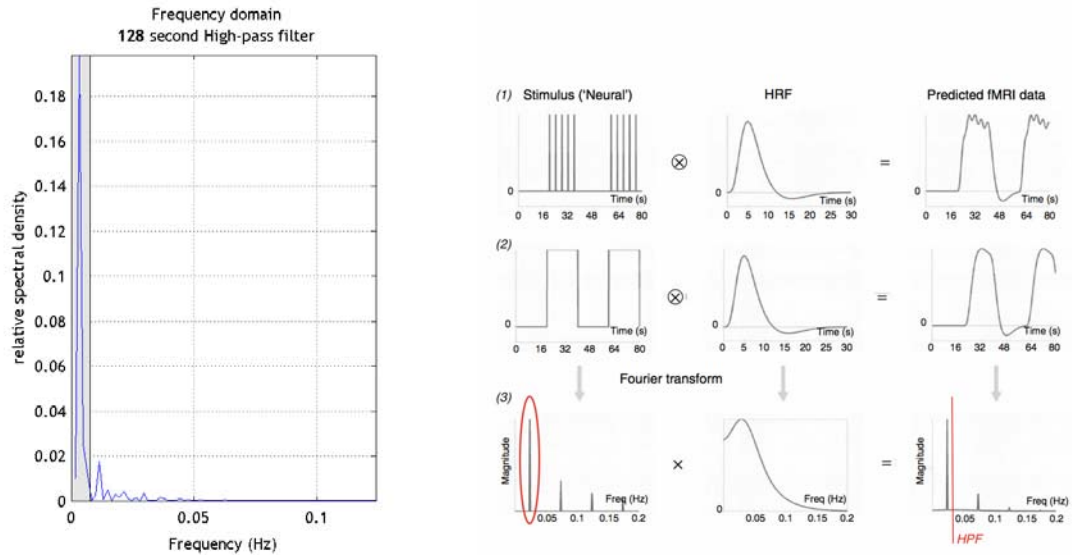 Frequency domain
128 second High-pass filter
relative spectral density
0.18
0.16
0.14
0.12
0.1
0.08
0.06
0.04
0.02
0
0 0.05 0.1
Frequency (Hz)
(1) Stimulus ('Neural') HRF Predicted fMRI data
⊗ =
0 0 0
Time (s) Time (s) Time (s)
0 16 32 48 64 80 0 5 10 15 20 25 30 0 16 32 48 64 80
(2)
⊗ =
0 0 0
Time (s) Time (s) Time (s)
0 16 32 48 64 80 0 5 10 15 20 25 30 0 16 32 48 64 80
Fourier transform
(3)
Magnitude Magnitude
× =
0
Freq (Hz) Freq (Hz) Freq (Hz)
0.05 0.1 0.15 0.2 0.05 0.1 0.15 0.2 0.05 0.1 0.15 0.2
HPF